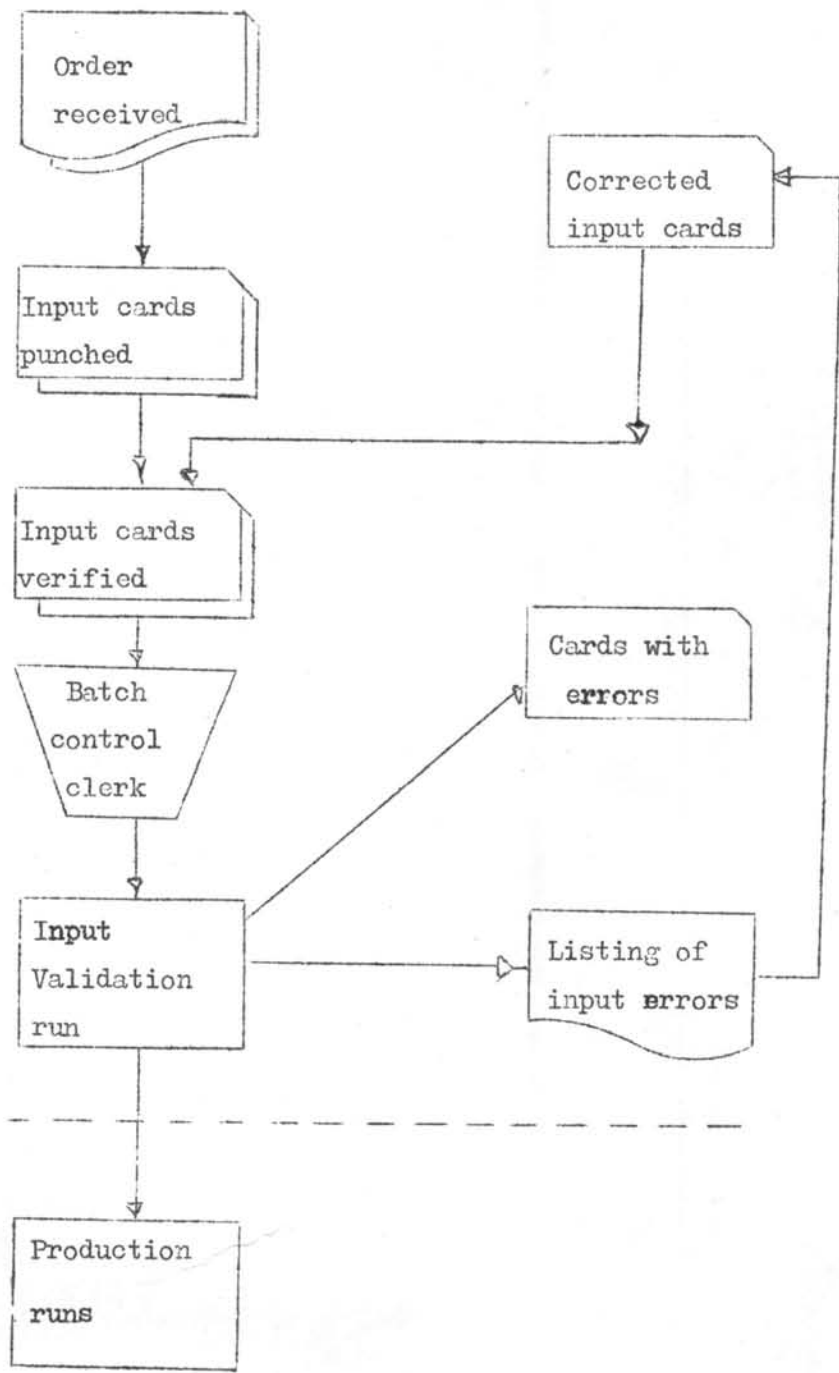 Order
received
Corrected
input cards
Input cards
punched
Input cards
verified
Cards with
errors
Batch
control
clerk
Input
Validation
run
Listing of
input errors
Production
runs